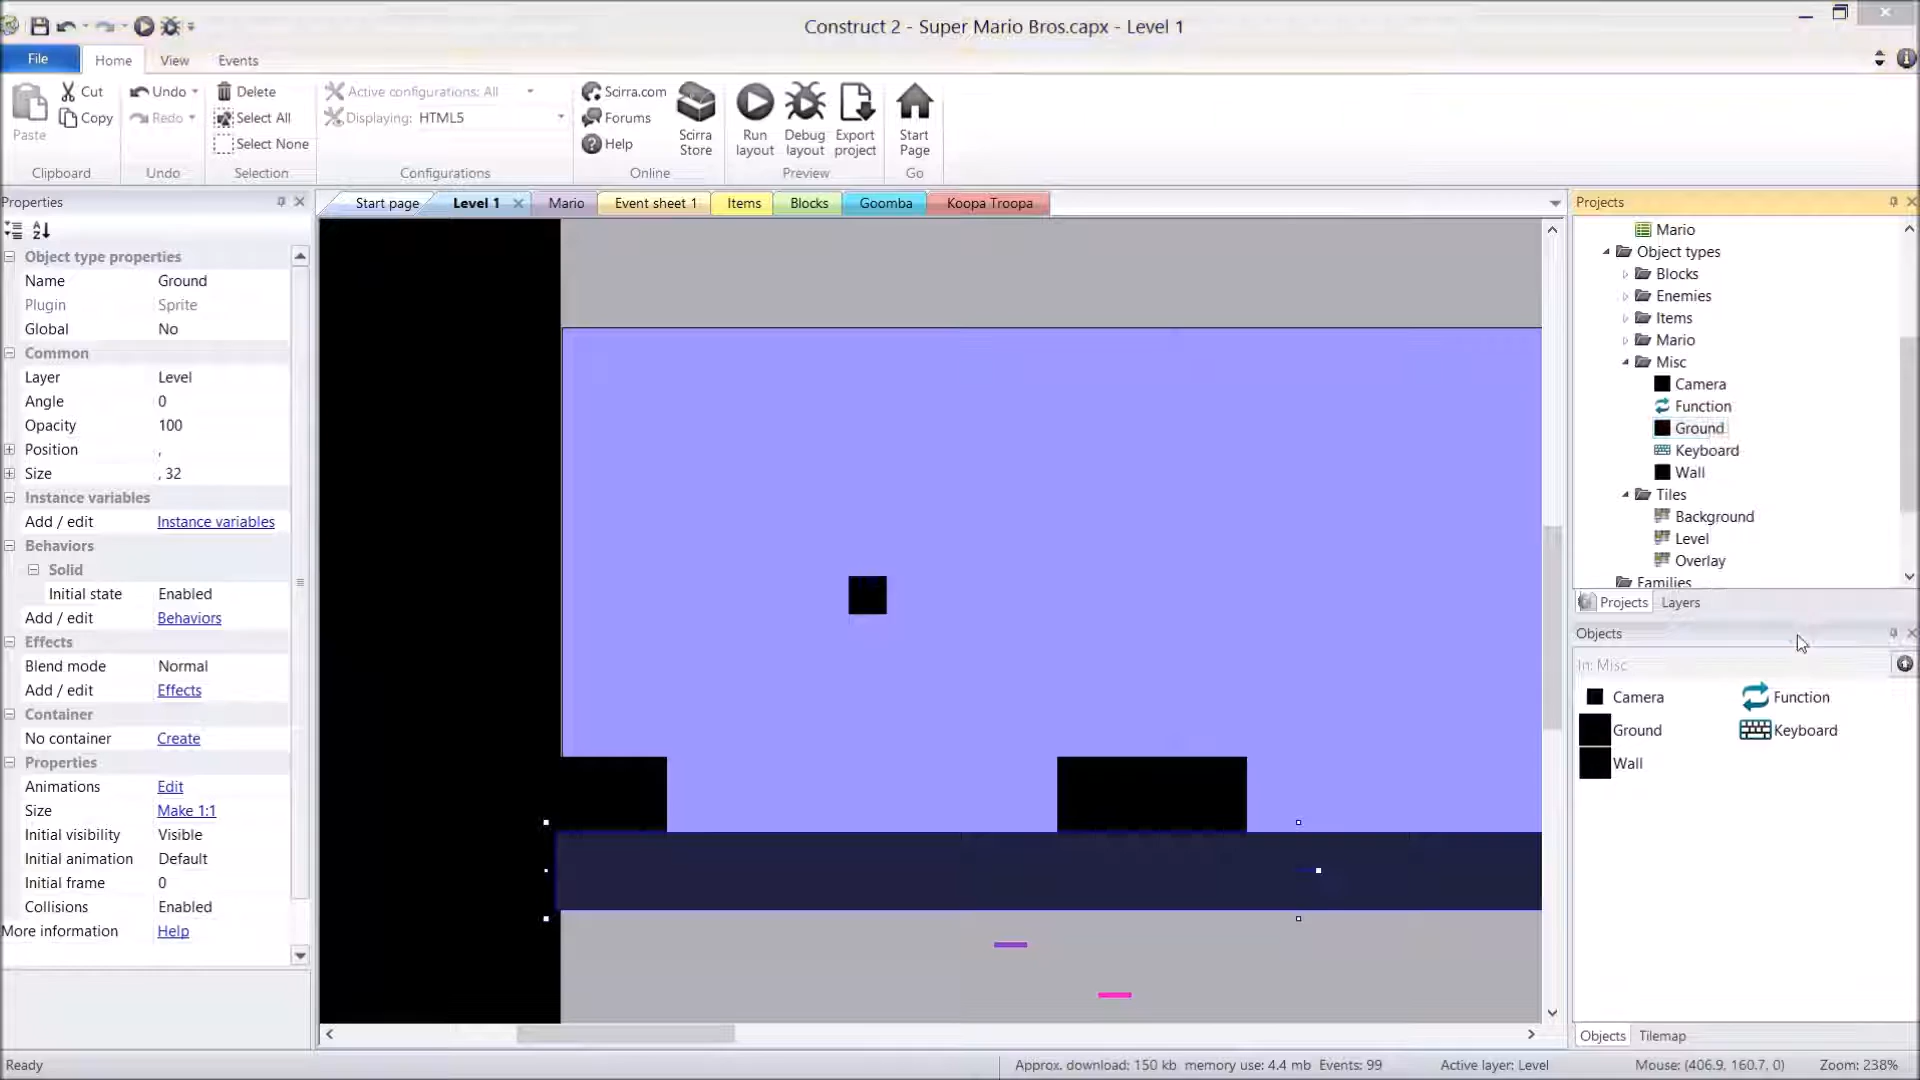 Construct 2 - Super Mario Bros.capx - Level 1
File Home View Events
Paste Cut Copy
Undo Redo
Delete Select All Select None
Active configurations: All
Displaying: HTML5
Scirra.com Forums Help
Scirra Store
Run layout Debug layout Export project Start Page
Clipboard Undo Selection Configurations Online Preview Go
Properties
Start page Level 1 Mario Event sheet 1 Items Blocks Goomba Koopa Troopa
Object type properties
Name Ground
Plugin Sprite
Global No
Common
Layer Level
Angle 0
Opacity 100
Position ,
Size , 32
Instance variables
Add / edit Instance variables
Behaviors
Solid
Initial state Enabled
Add / edit Behaviors
Effects
Blend mode Normal
Add / edit Effects
Container
No container Create
Properties
Animations Edit
Size Make 1:1
Initial visibility Visible
Initial animation Default
Initial frame 0
Collisions Enabled
More information Help
Projects
Mario
Object types
Blocks
Enemies
Items
Mario
Misc
Camera
Function
Ground
Keyboard
Wall
Tiles
Background
Level
Overlay
Families
Projects Layers
Objects
In: Misc
Camera Function
Ground Keyboard
Wall
Objects Tilemap
Ready Approx. download: 150 kb memory use: 4.4 mb Events: 99 Active layer: Level Mouse: (406.9, 160.7, 0) Zoom: 238%